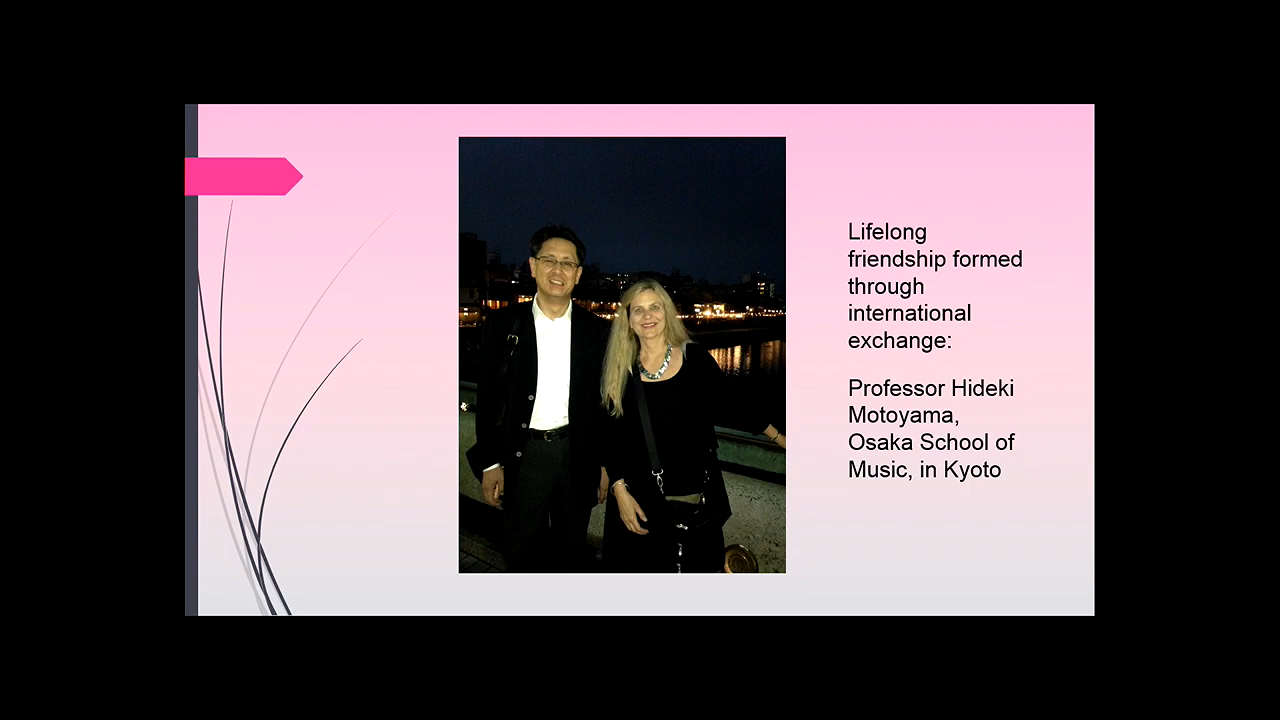 Lifelong
friendship formed
through
international
exchange:
Professor Hideki
Motoyama,
Osaka School of
Music, in Kyoto